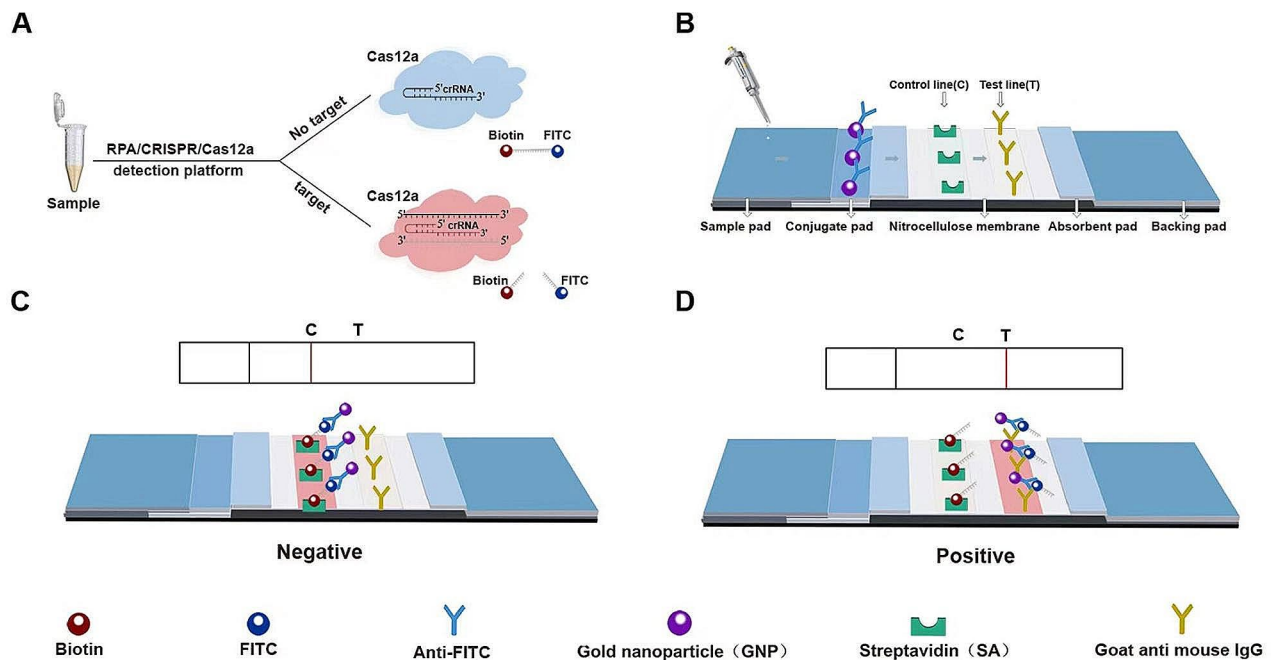 A
Cas12a
5'crRNA
3'
No target
Biotin
FITC
RPA/CRISPR/Cas12a
detection platform
Sample
target
Cas12a
5'
3'
crRNA
3'
3'
5'
Biotin
FITC
B
Control line(C)
Test line(T)
Sample pad
Conjugate pad
Nitrocellulose membrane
Absorbent pad
Backing pad
C
C
T
Negative
D
C
T
Positive
Biotin
FITC
Anti-FITC
Gold nanoparticle（GNP）
Streptavidin（SA）
Goat anti mouse IgG